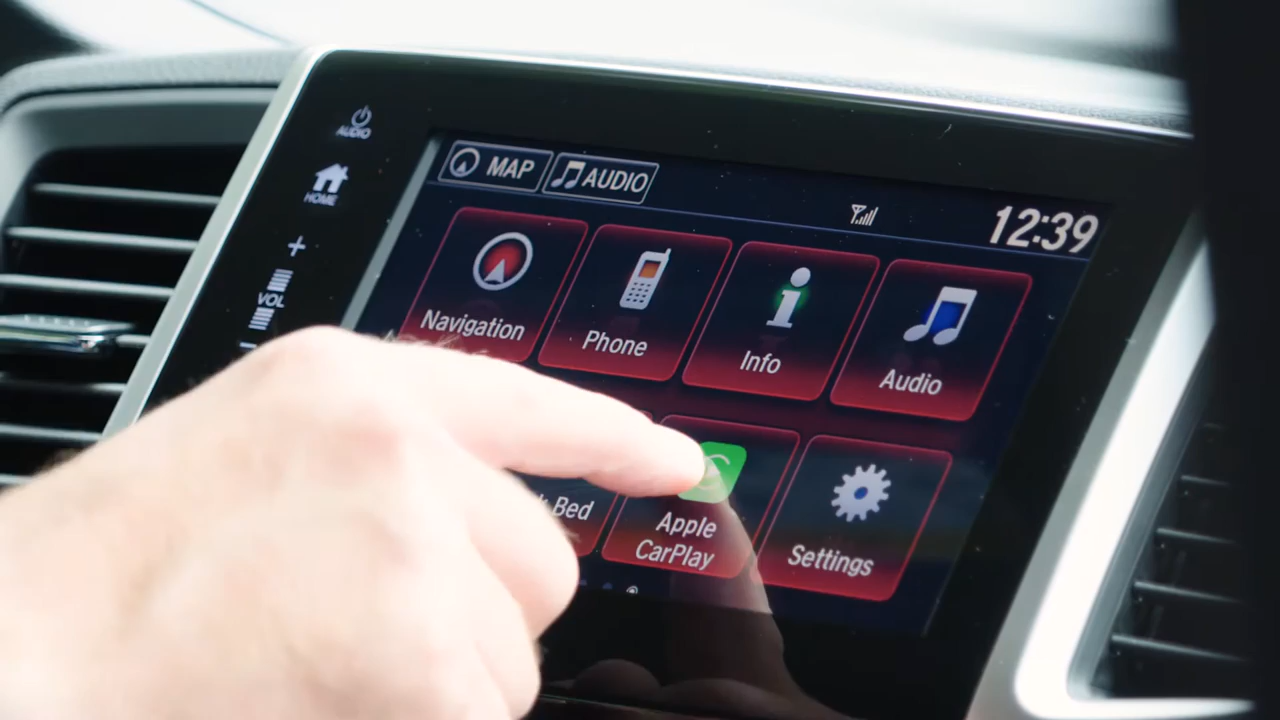 AUDIO
HOME
VOL
MAP
AUDIO
12:39
Navigation
Phone
Info
Audio
Bed
Apple
CarPlay
Settings